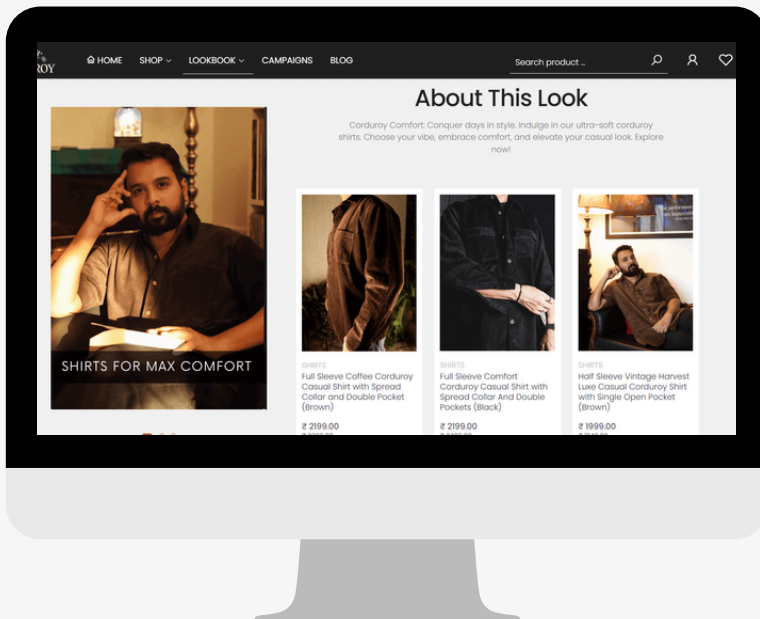 ROY
HOME SHOP LOOKBOOK CAMPAIGNS BLOG Search product ...
About This Look
Corduroy Comfort: Conquer days in style. Indulge in our ultra-soft corduroy
shirts. Choose your vibe, embrace comfort, and elevate your casual look. Explore
now!
SHIRTS FOR MAX COMFORT
SHIRTS
Full Sleeve Coffee Corduroy
Casual Shirt with Spread
Collar and Double Pocket
(Brown)
₹ 2199.00
SHIRTS
Full Sleeve Comfort
Corduroy Casual Shirt with
Spread Collar And Double
Pockets (Black)
₹ 2199.00
SHIRTS
Half Sleeve Vintage Harvest
Luxe Casual Corduroy Shirt
with Single Open Pocket
(Brown)
₹ 1999.00